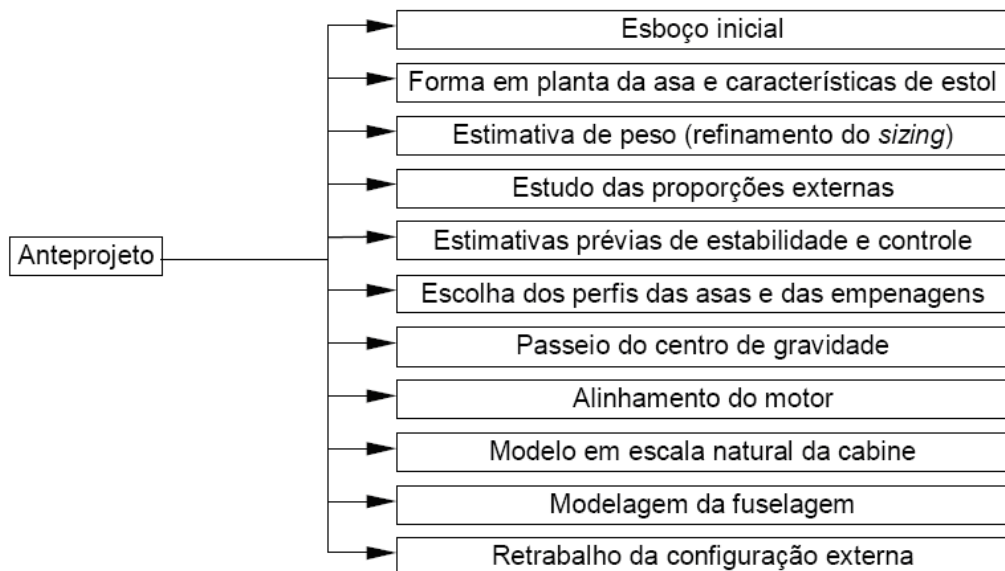 Esboço inicial
Forma em planta da asa e características de estol
Estimativa de peso (refinamento do sizing)
Estudo das proporções externas
Anteprojeto
Estimativas prévias de estabilidade e controle
Escolha dos perfis das asas e das empenagens
Passeio do centro de gravidade
Alinhamento do motor
Modelo em escala natural da cabine
Modelagem da fuselagem
Retrabalho da configuração externa